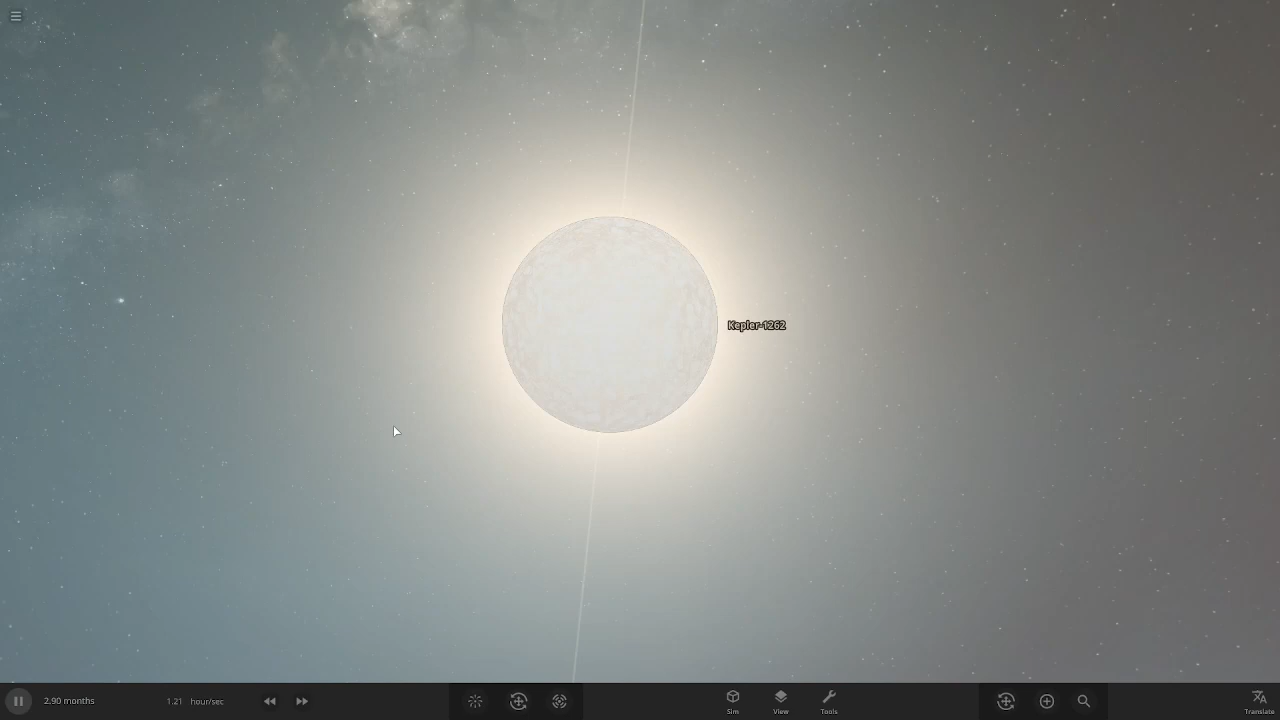 Kepler-1262
2.90 months
1.21 hour/sec
Sim
View
Tools
Translate